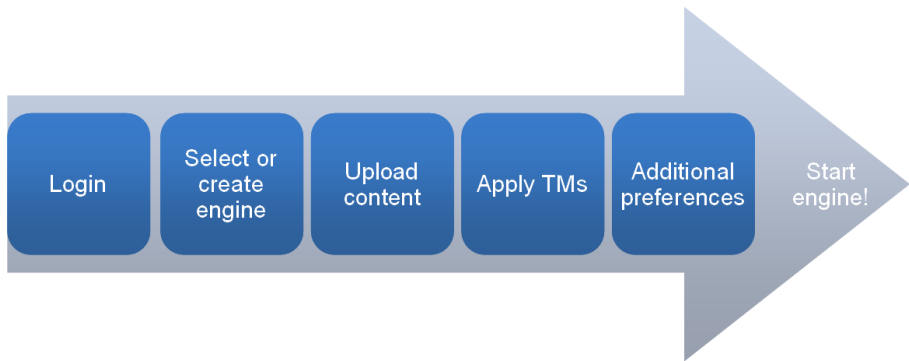 Login
Select or
create
engine
Upload
content
Apply TMs
Additional
preferences
Start
engine!